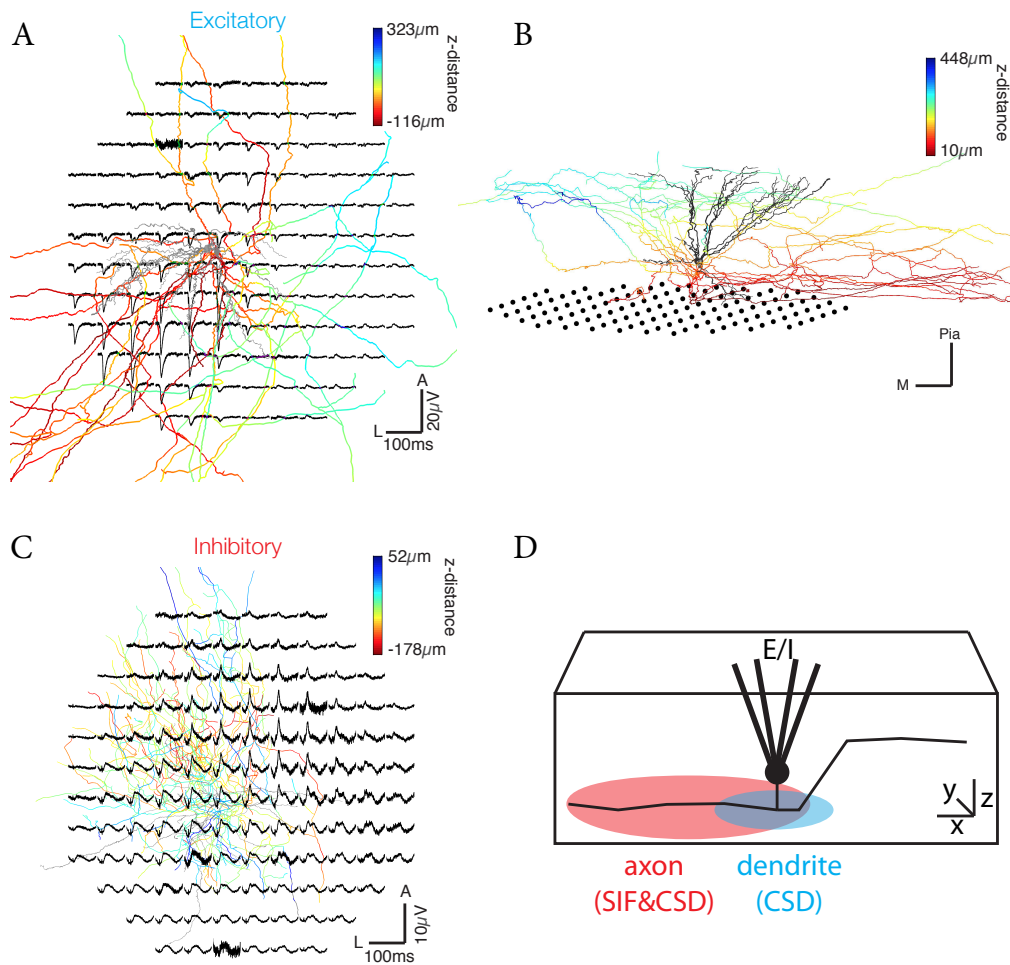 A
Excitatory
323μm
z-distance
-116μm
A
20μV
L
100ms
B
448μm
z-distance
10μm
Pia
M
C
Inhibitory
52μm
z-distance
-178μm
A
10μV
L
100ms
D
E/I
y
z
x
axon
(SIF&CSD)
dendrite
(CSD)